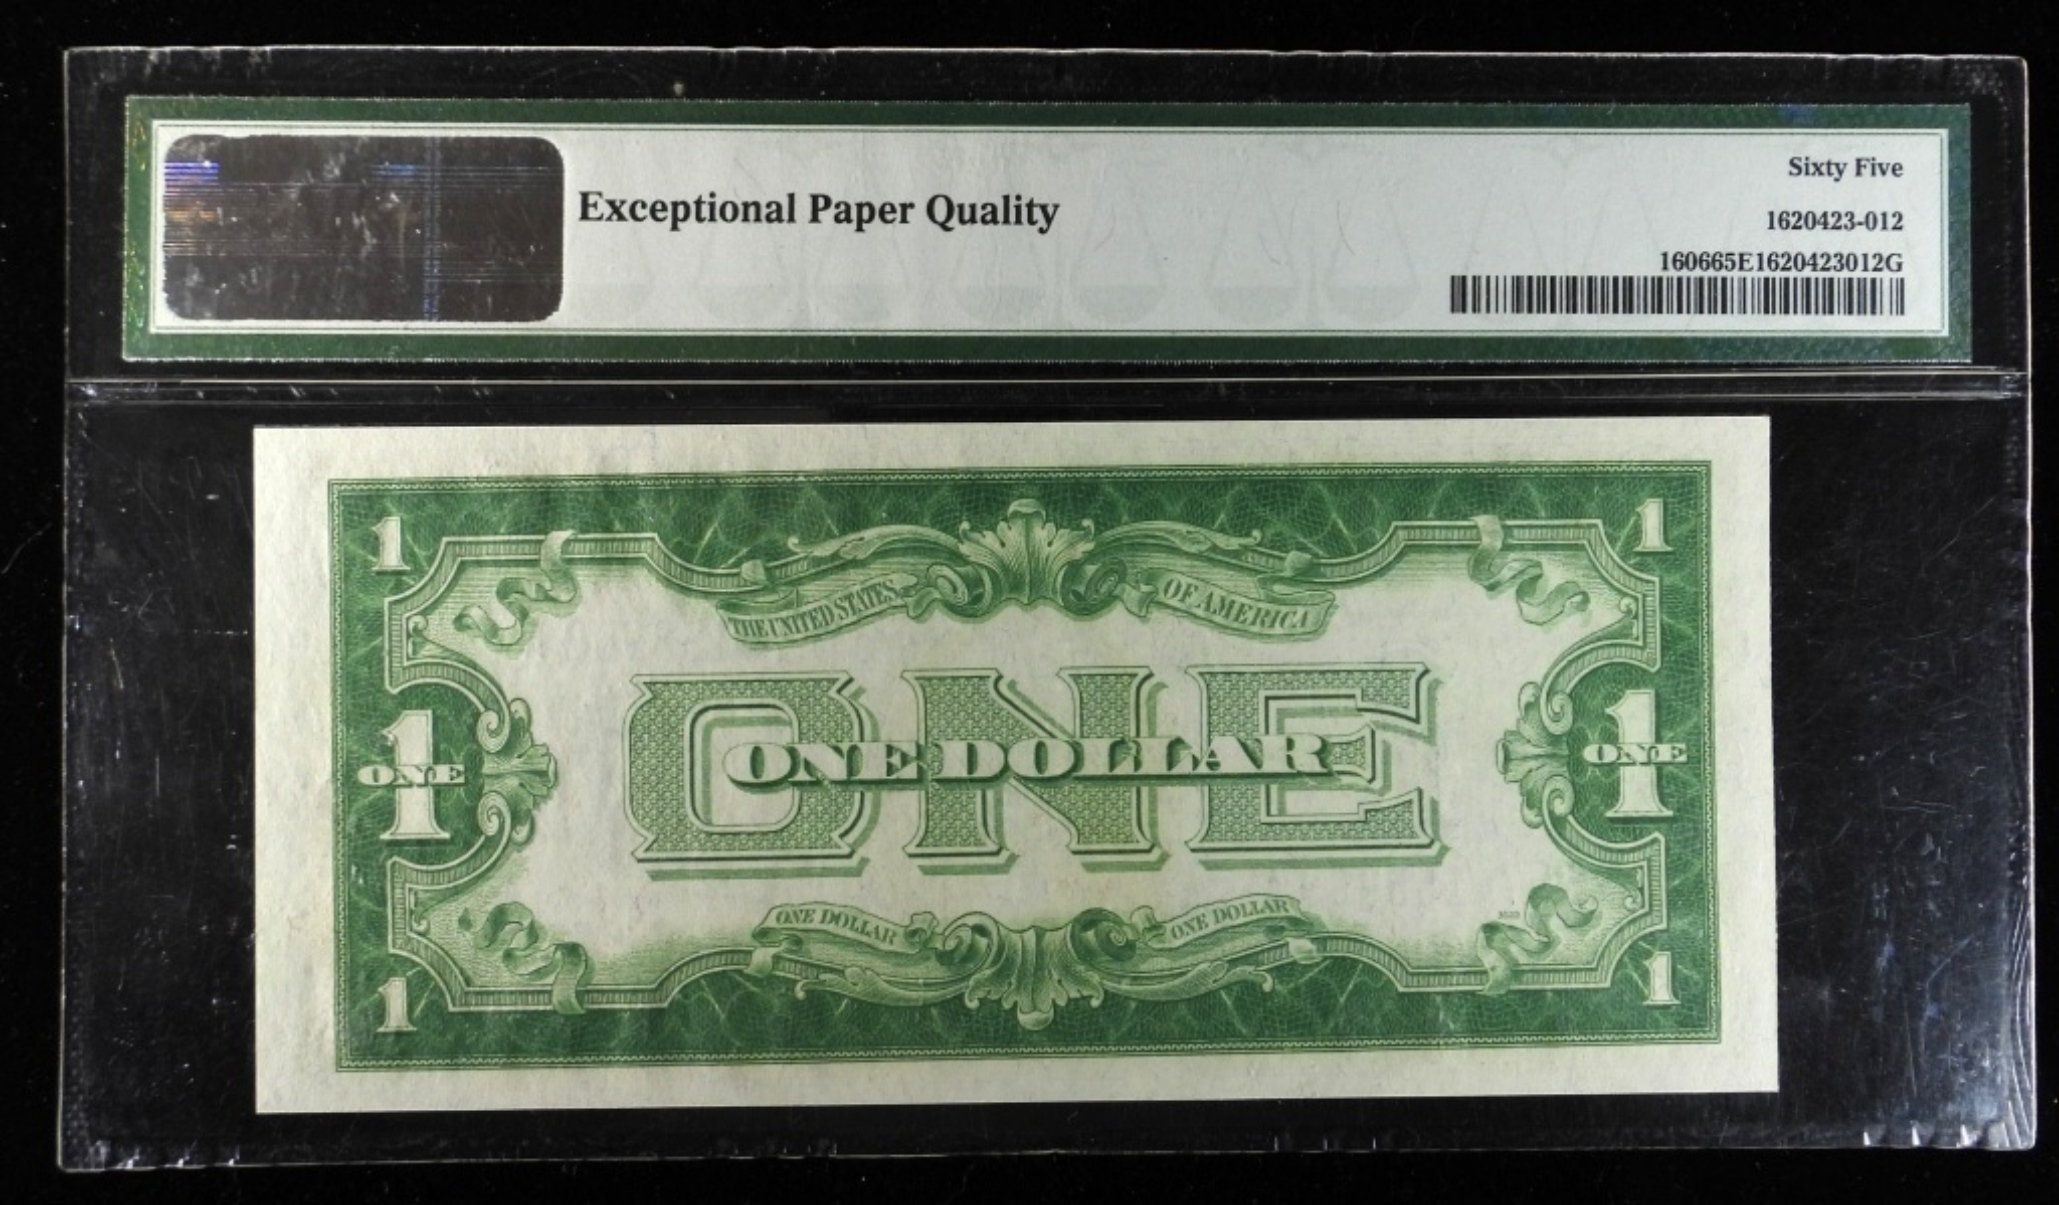 Exceptional Paper Quality
Sixty Five
1620423-012
160665E1620423012G
1 1
THE UNITED STATES OF AMERICA
ONE
ONE DOLLAR
1 ONE 1 ONE
ONE DOLLAR ONE DOLLAR
1 1